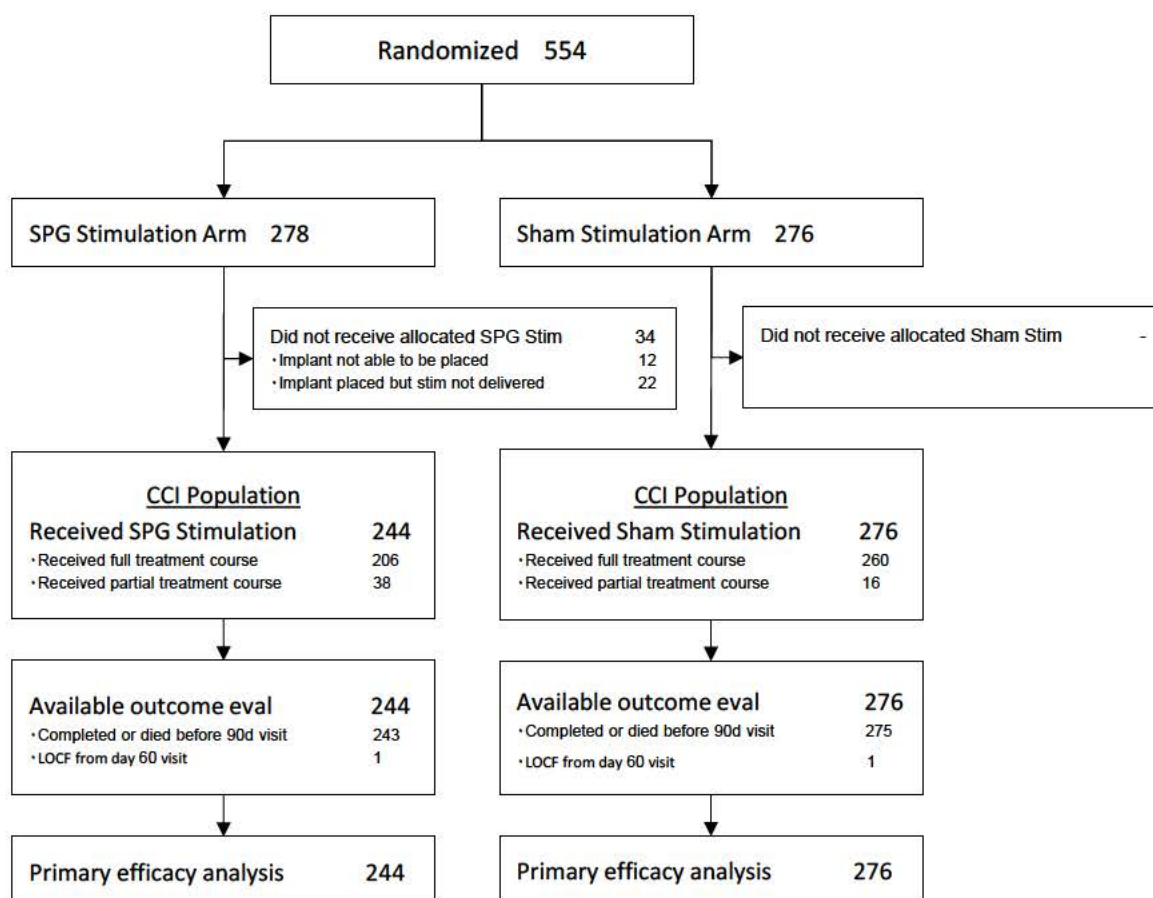 Randomized 554
SPG Stimulation Arm 278
Sham Stimulation Arm 276
Did not receive allocated SPG Stim 34
·Implant not able to be placed 12
·Implant placed but stim not delivered 22
Did not receive allocated Sham Stim -
CCI Population
Received SPG Stimulation 244
·Received full treatment course 206
·Received partial treatment course 38
CCI Population
Received Sham Stimulation 276
·Received full treatment course 260
·Received partial treatment course 16
Available outcome eval 244
·Completed or died before 90d visit 243
·LOCF from day 60 visit 1
Available outcome eval 276
·Completed or died before 90d visit 275
·LOCF from day 60 visit 1
Primary efficacy analysis 244
Primary efficacy analysis 276